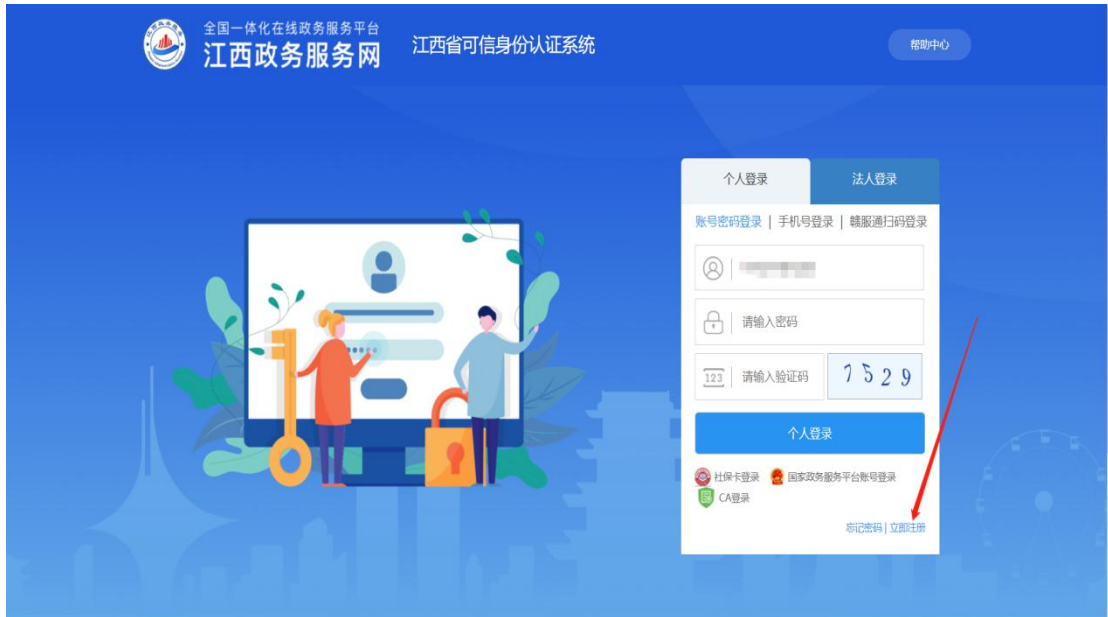 全国一体化在线政务服务平台
江西政务服务网
江西省可信身份认证系统
帮助中心
个人登录
法人登录
账号密码登录 | 手机号登录 | 赣服通扫码登录
请输入密码
123
请输入验证码
7529
个人登录
社保卡登录
国家政务服务平台账号登录
CA登录
忘记密码 | 立即注册